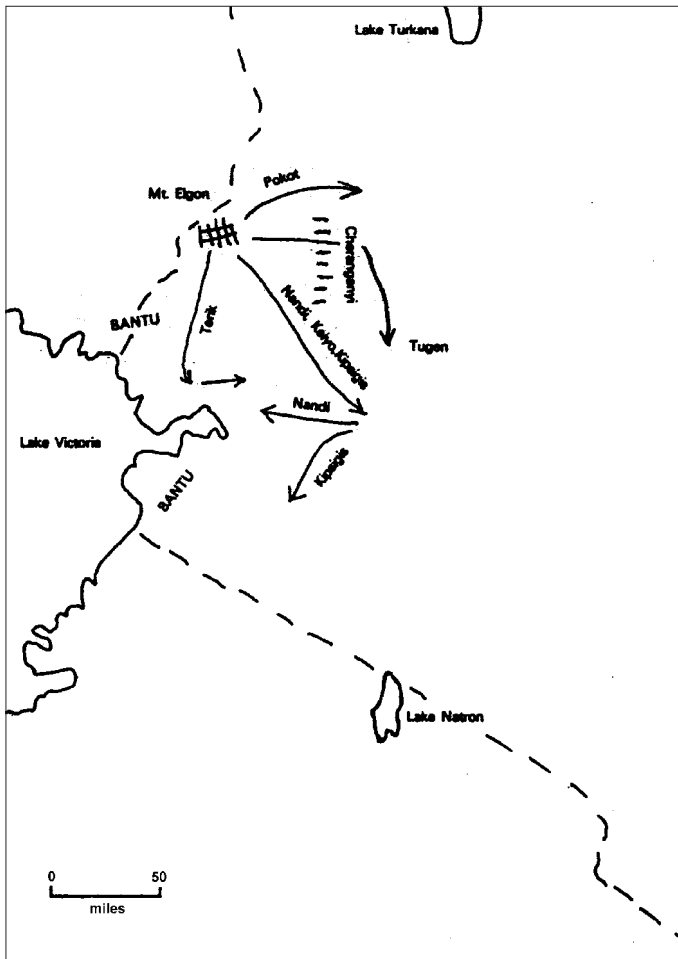 Lake Turkana
Pokot
Mt. Elgon
Cheranganyi
Nandi, Keiyo, Kipsigis
BANTU
Terik
Tugen
Nandi
Lake Victoria
Kipsigis
BANTU
Lake Natron
0 50
miles